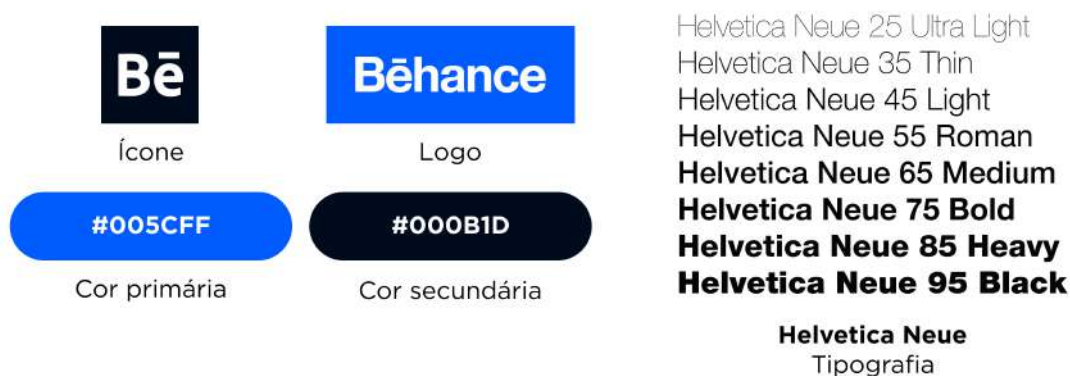 Bē
Ícone
Bēhance
Logo
#005CFF
Cor primária
#000B1D
Cor secundária
Helvetica Neue 25 Ultra Light
Helvetica Neue 35 Thin
Helvetica Neue 45 Light
Helvetica Neue 55 Roman
Helvetica Neue 65 Medium
Helvetica Neue 75 Bold
Helvetica Neue 85 Heavy
Helvetica Neue 95 Black
Helvetica Neue
Tipografia